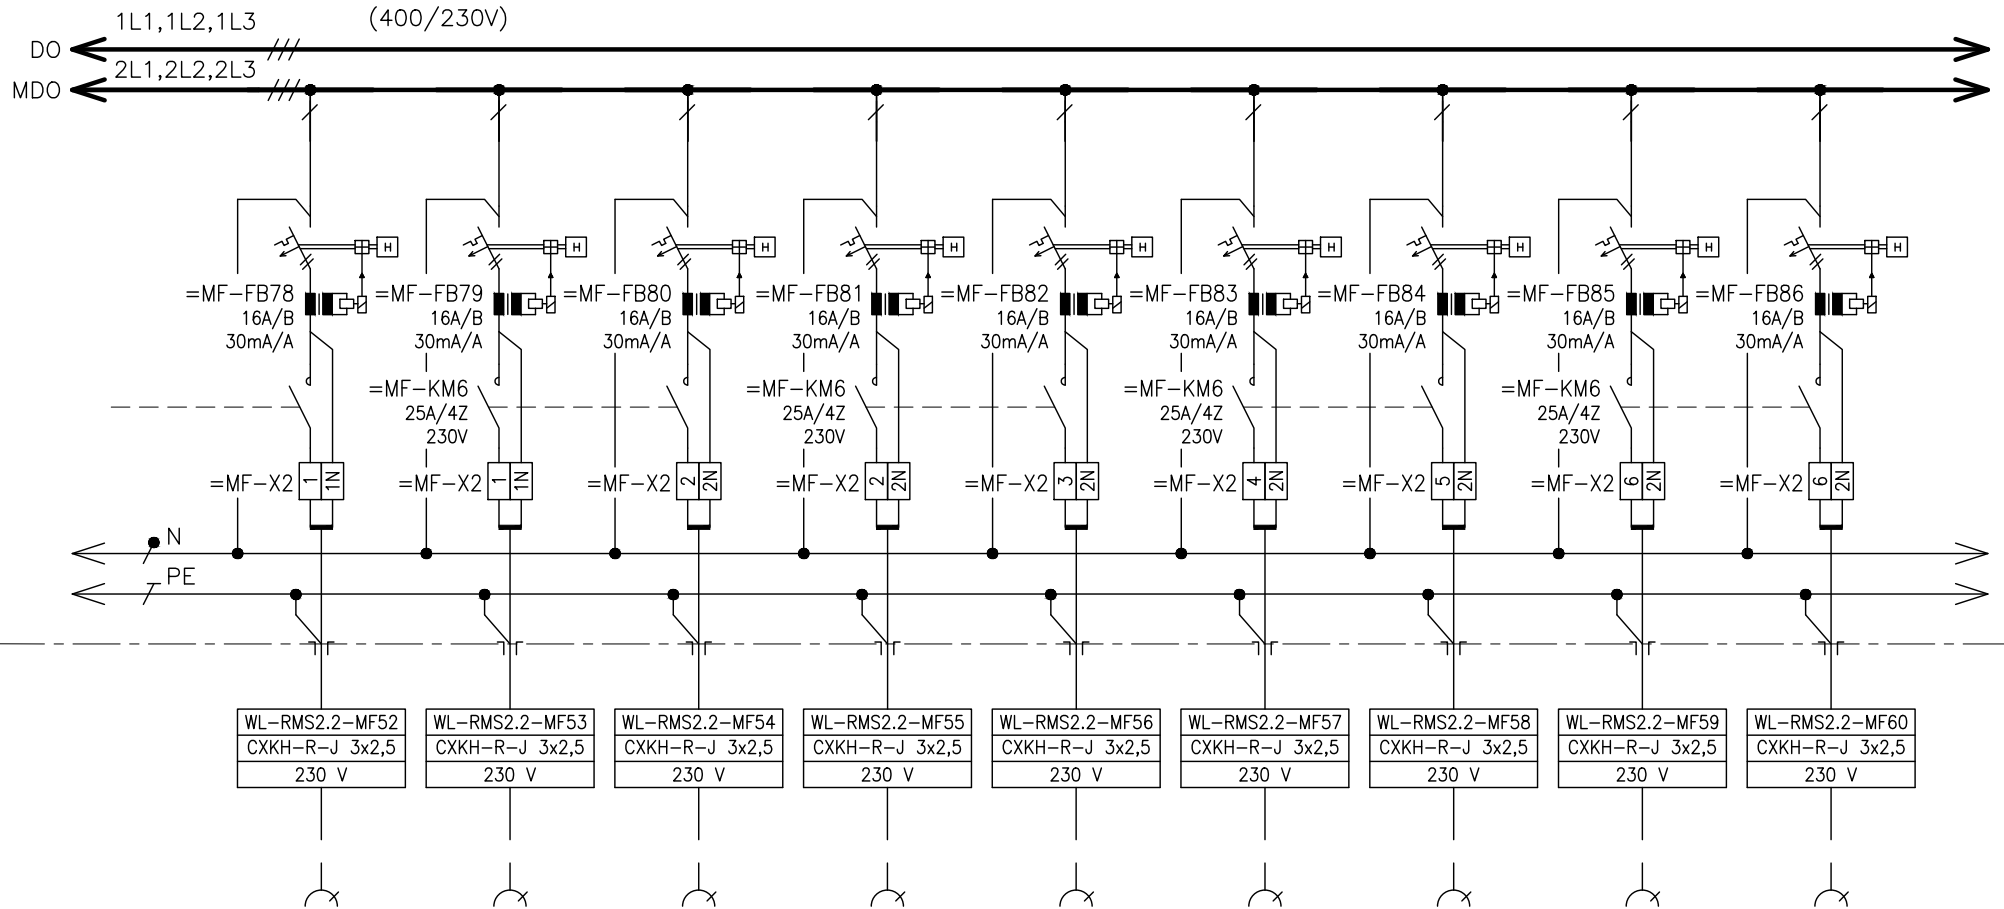 1L1,1L2,1L3 (400/230V)
DO
2L1,2L2,2L3
MDO
H H H H H H H H H
=MF-FB78 =MF-FB79 =MF-FB80 =MF-FB81 =MF-FB82 =MF-FB83 =MF-FB84 =MF-FB85 =MF-FB86
16A/B 16A/B 16A/B 16A/B 16A/B 16A/B 16A/B 16A/B 16A/B
30mA/A 30mA/A 30mA/A 30mA/A 30mA/A 30mA/A 30mA/A 30mA/A 30mA/A
=MF-KM6 =MF-KM6 =MF-KM6 =MF-KM6
25A/4Z 25A/4Z 25A/4Z 25A/4Z
230V 230V 230V 230V
=MF-X2 1 1N =MF-X2 1 1N =MF-X2 2 2N =MF-X2 2 2N =MF-X2 3 2N =MF-X2 4 2N =MF-X2 5 2N =MF-X2 6 2N =MF-X2 6 2N
N
PE
WL-RMS2.2-MF52 WL-RMS2.2-MF53 WL-RMS2.2-MF54 WL-RMS2.2-MF55 WL-RMS2.2-MF56 WL-RMS2.2-MF57 WL-RMS2.2-MF58 WL-RMS2.2-MF59 WL-RMS2.2-MF60
CXKH-R-J 3x2,5 CXKH-R-J 3x2,5 CXKH-R-J 3x2,5 CXKH-R-J 3x2,5 CXKH-R-J 3x2,5 CXKH-R-J 3x2,5 CXKH-R-J 3x2,5 CXKH-R-J 3x2,5 CXKH-R-J 3x2,5
230 V 230 V 230 V 230 V 230 V 230 V 230 V 230 V 230 V